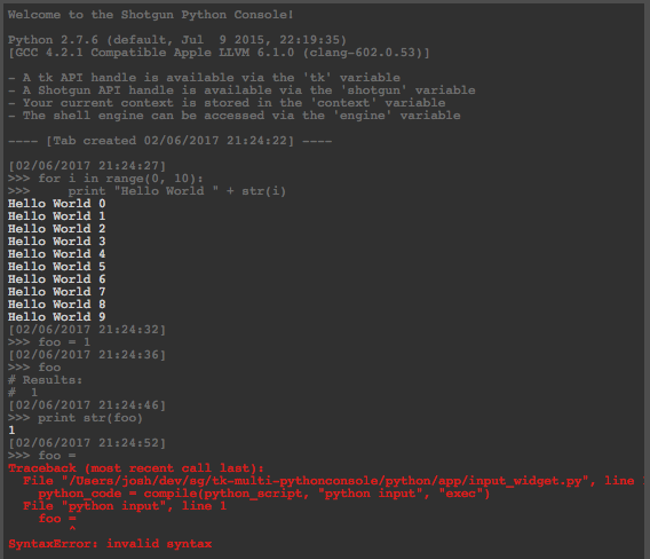 Welcome to the Shotgun Python Console!

Python 2.7.6 (default, Jul  9 2015, 22:19:35)
[GCC 4.2.1 Compatible Apple LLVM 6.1.0 (clang-602.0.53)]

- A tk API handle is available via the 'tk' variable
- A Shotgun API handle is available via the 'shotgun' variable
- Your current context is stored in the 'context' variable
- The shell engine can be accessed via the 'engine' variable

---- [Tab created 02/06/2017 21:24:22] ----

[02/06/2017 21:24:27]
>>> for i in range(0, 10):
>>>     print "Hello World " + str(i)
Hello World 0
Hello World 1
Hello World 2
Hello World 3
Hello World 4
Hello World 5
Hello World 6
Hello World 7
Hello World 8
Hello World 9
[02/06/2017 21:24:32]
>>> foo = 1
[02/06/2017 21:24:36]
>>> foo
# Results:
#  1
[02/06/2017 21:24:46]
>>> print str(foo)
1
[02/06/2017 21:24:52]
>>> foo =
Traceback (most recent call last):
  File "/Users/josh/dev/sg/tk-multi-pythonconsole/python/app/input_widget.py", line
    python_code = compile(python_script, "python input", "exec")
  File "python input", line 1
    foo =
        ^
SyntaxError: invalid syntax